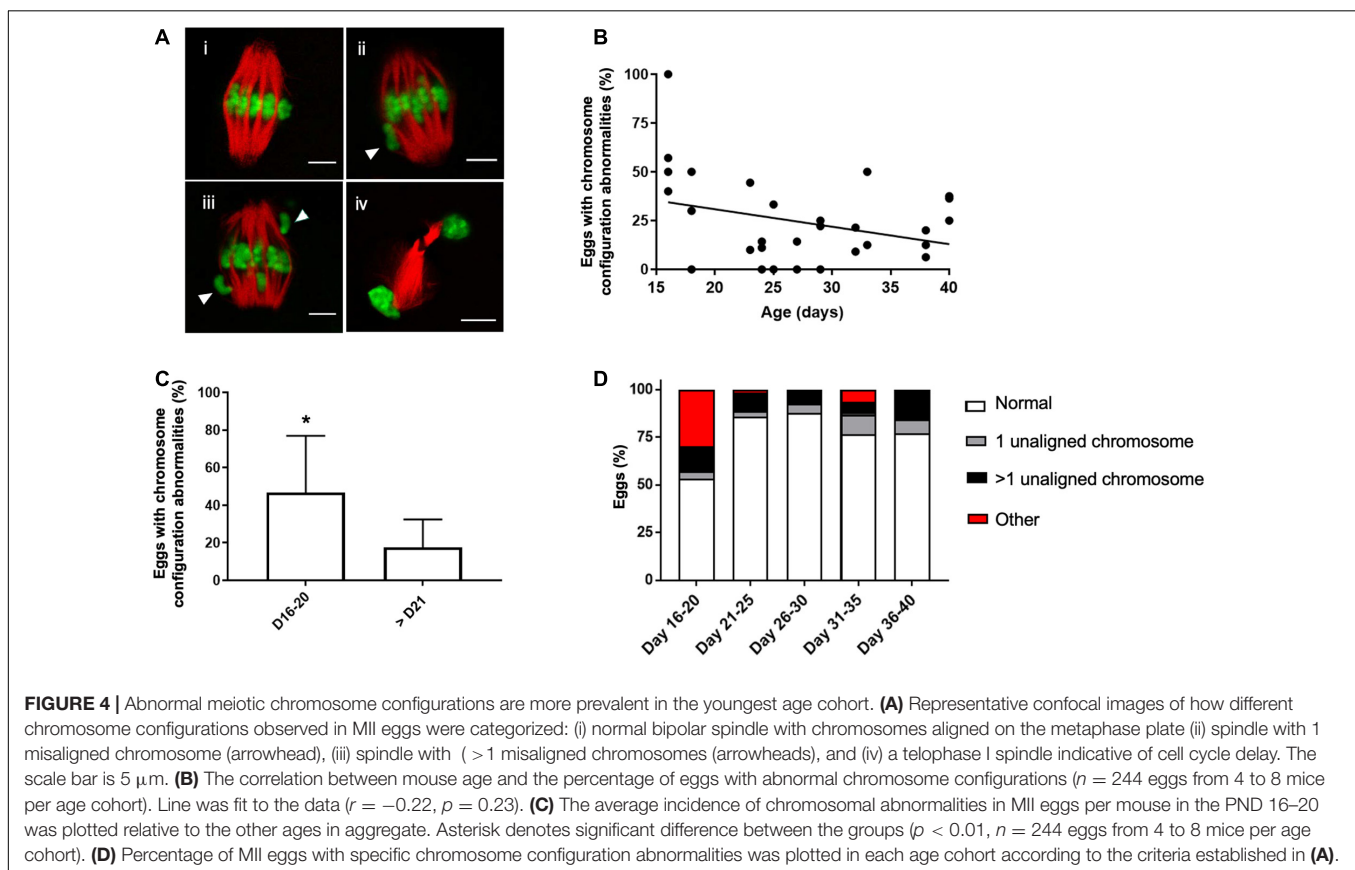 A
i
ii
iii
iv
B
Eggs with chromosome
configuration abnormalities (%)
100
75
50
25
0
15
20
25
30
35
40
Age (days)
C
Eggs with chromosome
configuration abnormalities (%)
100
80
60
40
20
0
*
D16-20
> D21
D
Eggs (%)
100
75
50
25
0
Day 16-20
Day 21-25
Day 26-30
Day 31-35
Day 36-40
Normal
1 unaligned chromosome
>1 unaligned chromosome
Other
FIGURE 4 | Abnormal meiotic chromosome configurations are more prevalent in the youngest age cohort. (A) Representative confocal images of how different
chromosome configurations observed in MII eggs were categorized: (i) normal bipolar spindle with chromosomes aligned on the metaphase plate (ii) spindle with 1
misaligned chromosome (arrowhead), (iii) spindle with ( >1 misaligned chromosomes (arrowheads), and (iv) a telophase I spindle indicative of cell cycle delay. The
scale bar is 5 μm. (B) The correlation between mouse age and the percentage of eggs with abnormal chromosome configurations (n = 244 eggs from 4 to 8 mice
per age cohort). Line was fit to the data (r = −0.22, p = 0.23). (C) The average incidence of chromosomal abnormalities in MII eggs per mouse in the PND 16–20
was plotted relative to the other ages in aggregate. Asterisk denotes significant difference between the groups (p < 0.01, n = 244 eggs from 4 to 8 mice per age
cohort). (D) Percentage of MII eggs with specific chromosome configuration abnormalities was plotted in each age cohort according to the criteria established in (A).